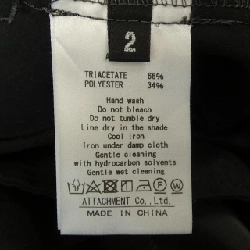 2
TRIACETATE 66%
POLYESTER 34%
Hand wash
Do not bleach
Do not tumble dry
Line dry in the shade
Cool iron
Iron under damp cloth
Gentle cleaning
with hydrocarbon solvents
Gentle wet cleaning
ATTACHMENT Co., Ltd.
MADE IN CHINA